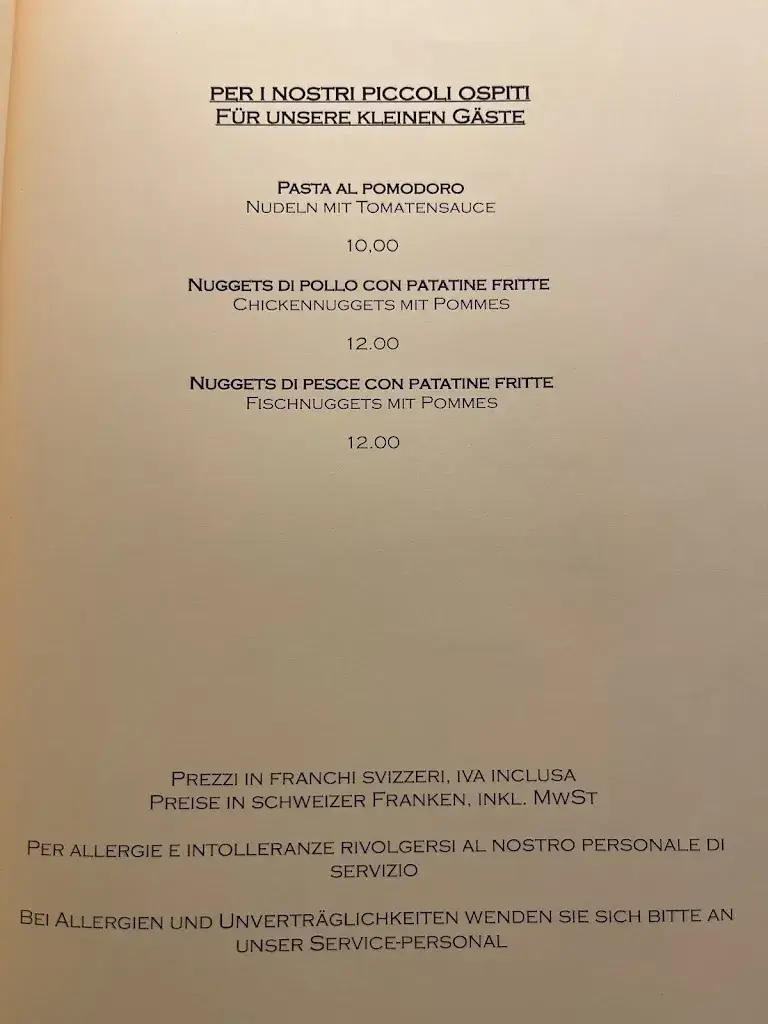 PER I NOSTRI PICCOLI OSPITI
FÜR UNSERE KLEINEN GÄSTE
PASTA AL POMODORO
NUDELN MIT TOMATENSAUCE
10,00
NUGGETS DI POLLO CON PATATINE FRITTE
CHICKENNUGGETS MIT POMMES
12.00
NUGGETS DI PESCE CON PATATINE FRITTE
FISCHNUGGETS MIT POMMES
12.00
PREZZI IN FRANCHI SVIZZERI, IVA INCLUSA
PREISE IN SCHWEIZER FRANKEN, INKL. MWST
PER ALLERGIE E INTOLLERANZE RIVOLGERSI AL NOSTRO PERSONALE DI
SERVIZIO
BEI ALLERGIEN UND UNVERTRÄGLICHKEITEN WENDEN SIE SICH BITTE AN
UNSER SERVICE-PERSONAL